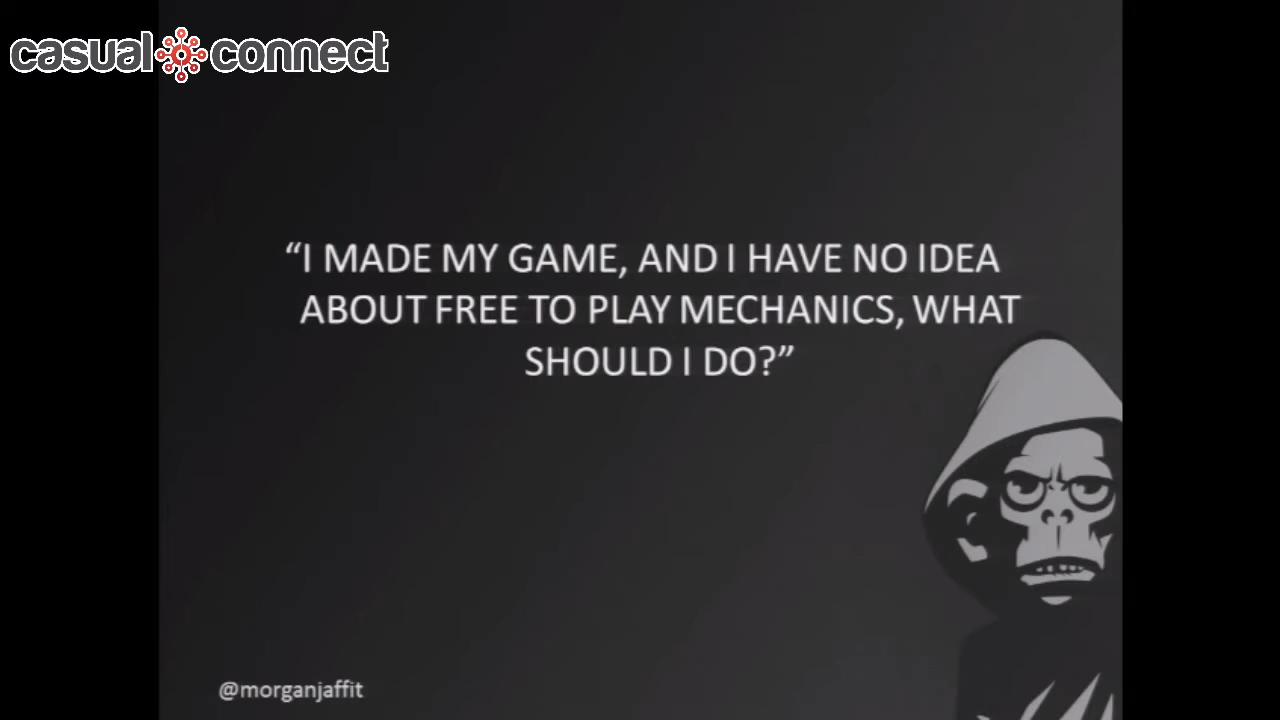 casual connect
“I MADE MY GAME, AND I HAVE NO IDEA
ABOUT FREE TO PLAY MECHANICS, WHAT
SHOULD I DO?”
@morganjaffit